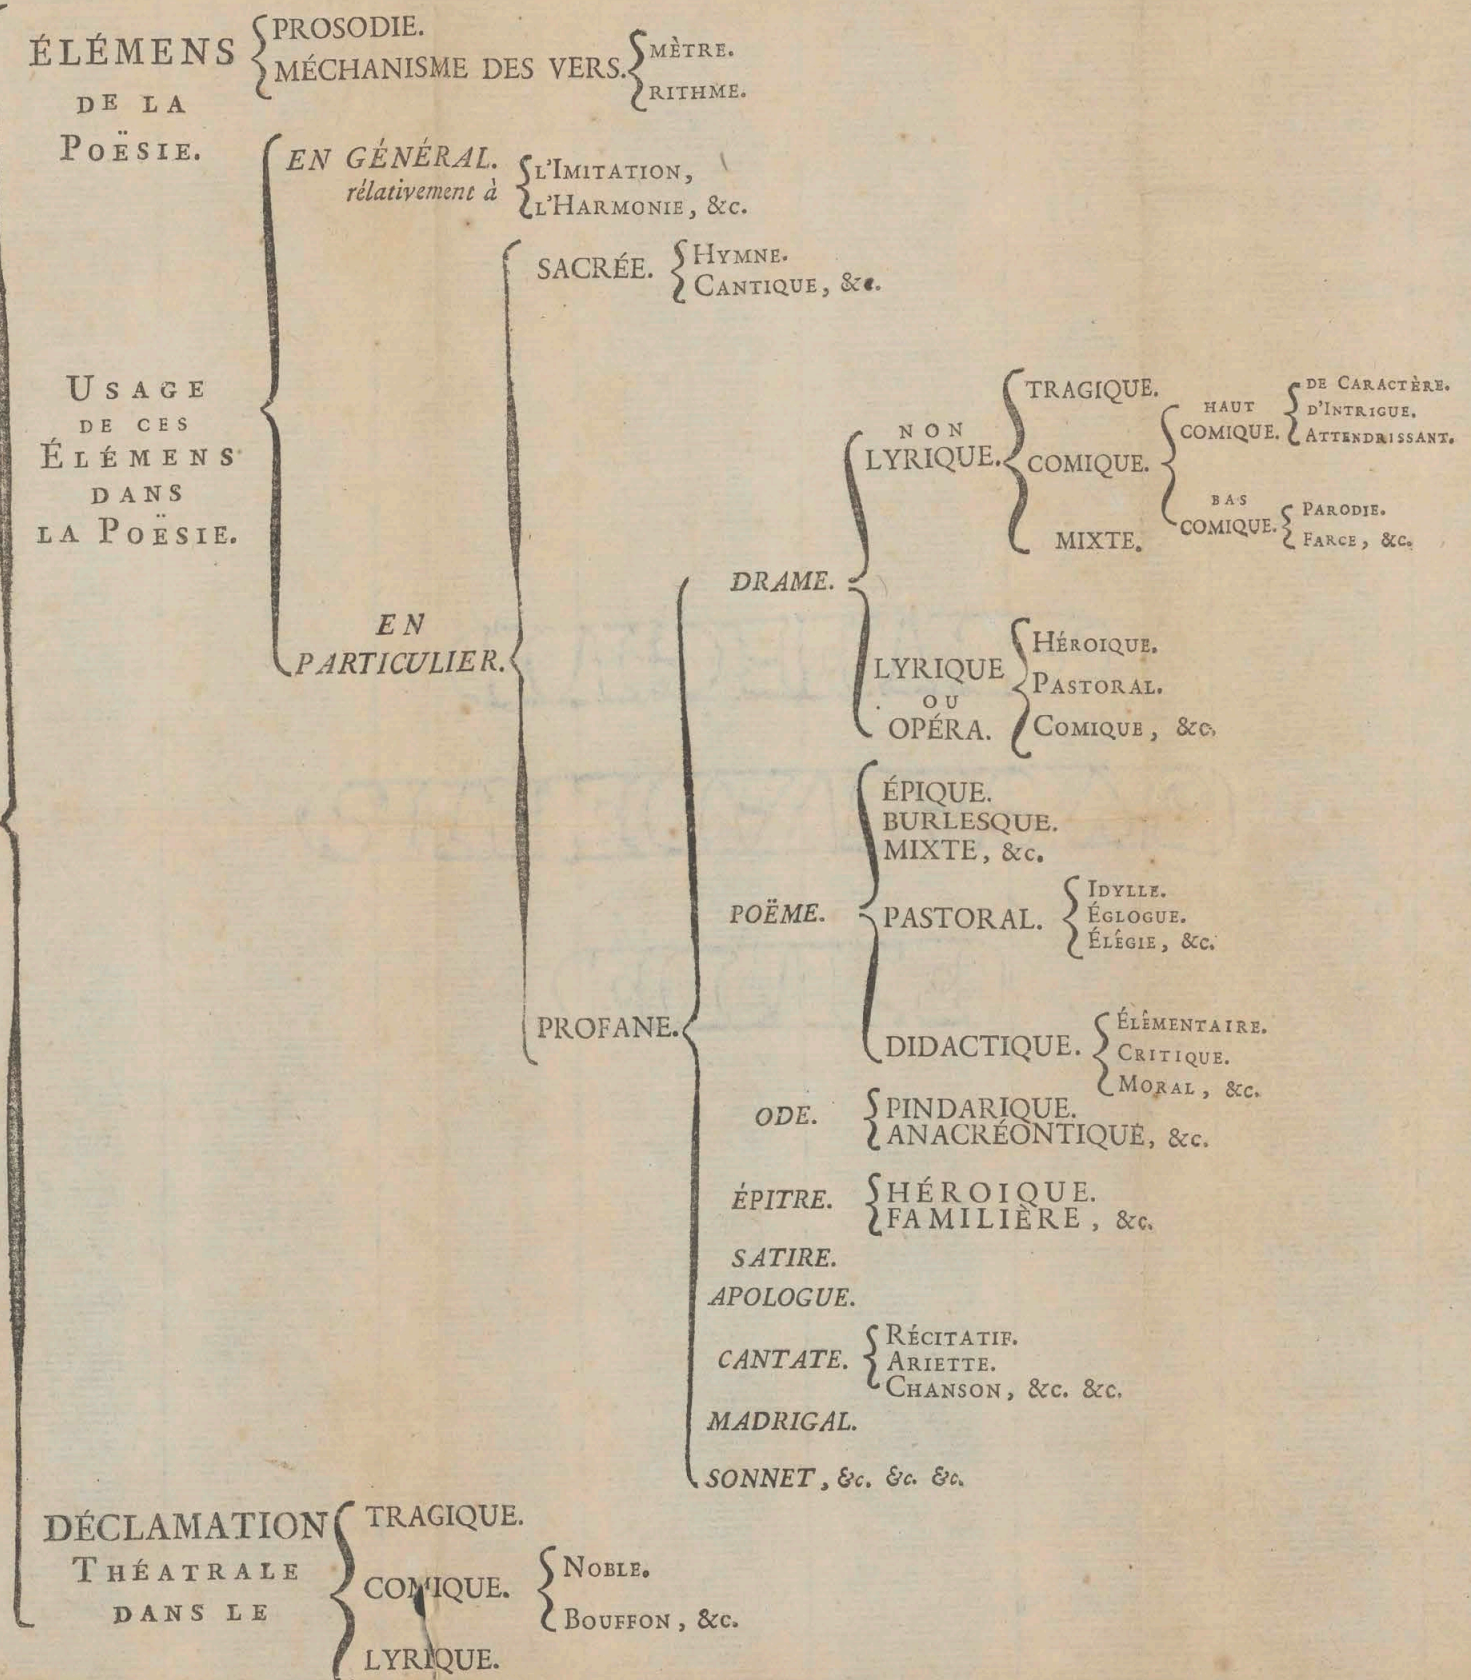 ÉLÉMENS
DE LA
POËSIE.
PROSODIE.
MÉCHANISME DES VERS.
MÈTRE.
RITHME.
USAGE
DE CES
ÉLÉMENS
DANS
LA POËSIE.
EN GÉNÉRAL.
rélativement à
L'IMITATION,
L'HARMONIE, &c.
EN
PARTICULIER.
SACRÉE.
HYMNE.
CANTIQUE, &c.
PROFANE.
DRAME.
NON
LYRIQUE.
TRAGIQUE.
COMIQUE.
HAUT
COMIQUE.
DE CARACTÈRE.
D'INTRIGUE.
ATTENDRISSANT.
BAS
COMIQUE.
PARODIE.
FARCE, &c.
MIXTE.
LYRIQUE
OU
OPÉRA.
HÉROIQUE.
PASTORAL.
COMIQUE, &c.
POËME.
ÉPIQUE.
BURLESQUE.
MIXTE, &c.
PASTORAL.
IDYLLE.
ÉGLOGUE.
ÉLÉGIE, &c.
DIDACTIQUE.
ÉLÉMENTAIRE.
CRITIQUE.
MORAL, &c.
ODE.
PINDARIQUE.
ANACRÉONTIQUE, &c.
ÉPITRE.
HÉROIQUE.
FAMILIÈRE, &c.
SATIRE.
APOLOGUE.
CANTATE.
RÉCITATIF.
ARIETTE.
CHANSON, &c. &c.
MADRIGAL.
SONNET, &c. &c. &c.
DÉCLAMATION
THÉATRALE
DANS LE
TRAGIQUE.
COMIQUE.
NOBLE.
BOUFFON, &c.
LYRIQUE.